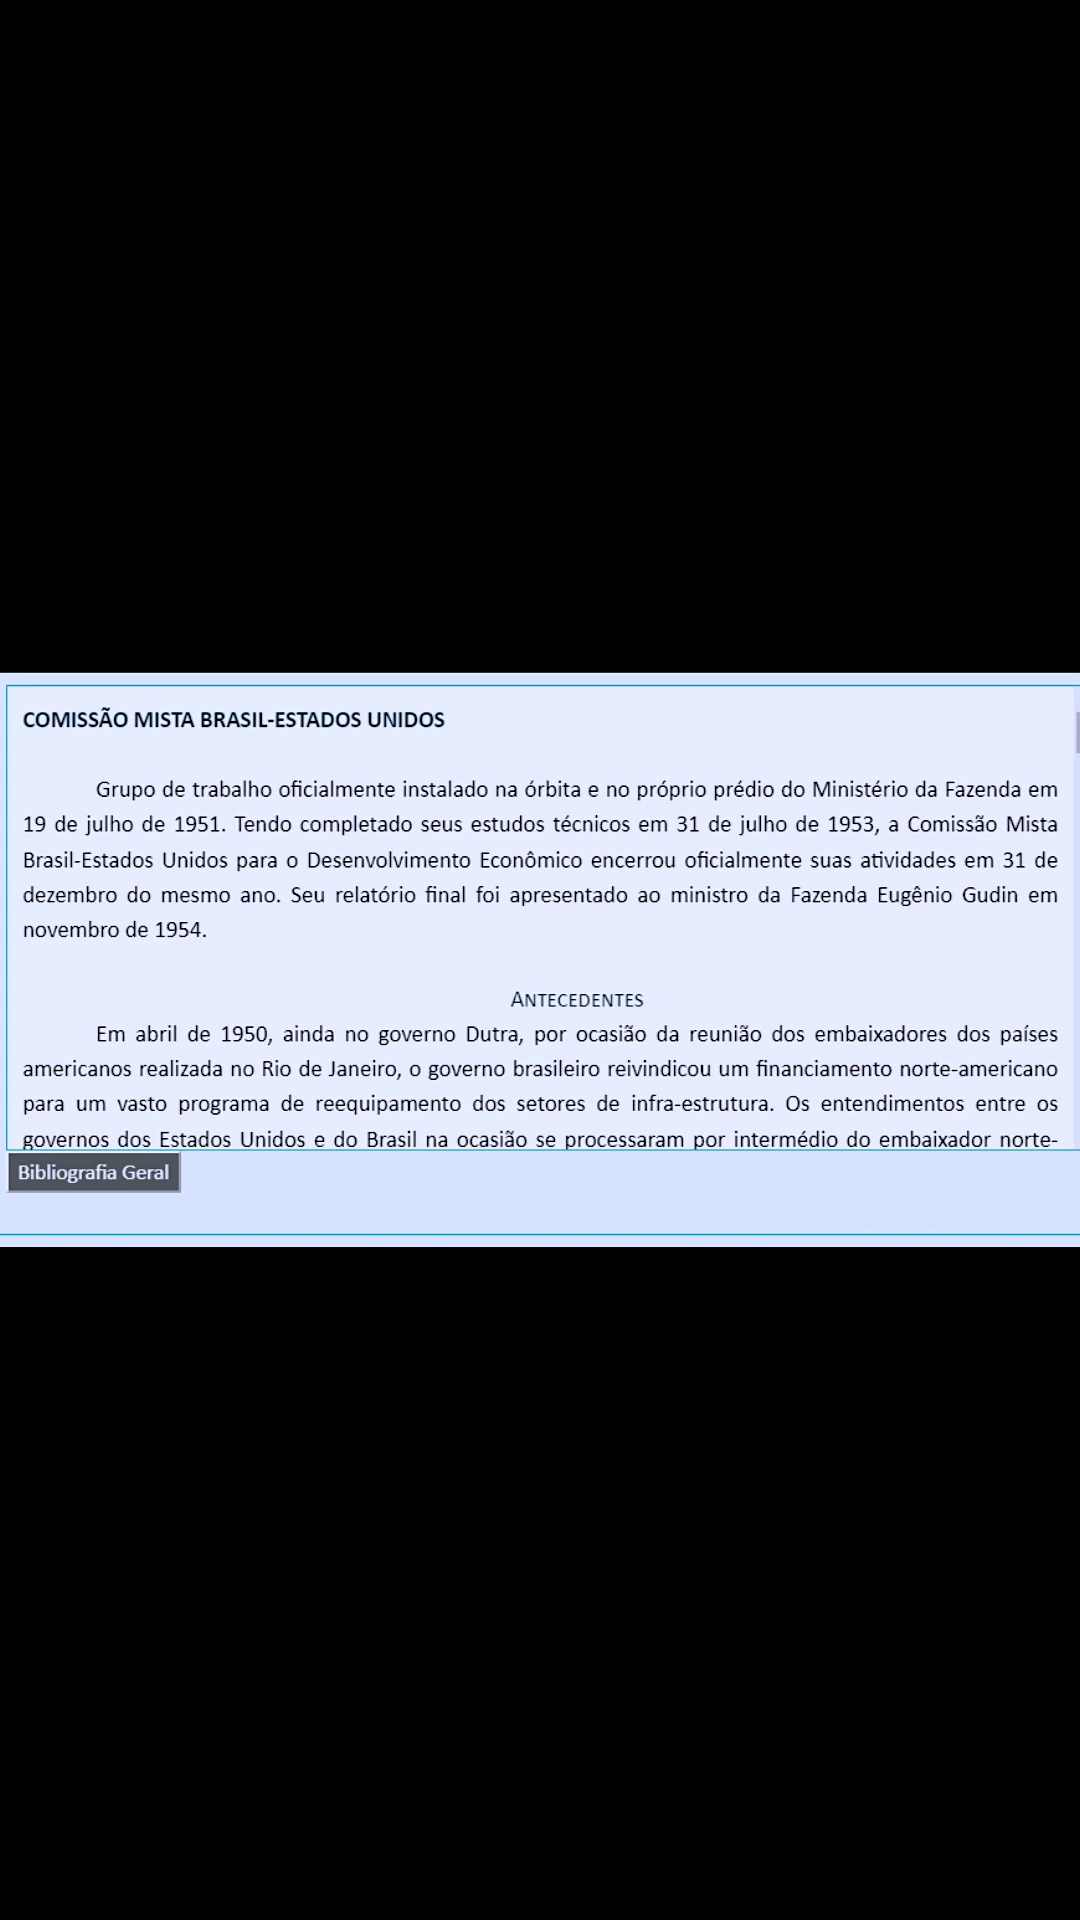 COMISSÃO MISTA BRASIL-ESTADOS UNIDOS
Grupo de trabalho oficialmente instalado na órbita e no próprio prédio do Ministério da Fazenda em
19 de julho de 1951. Tendo completado seus estudos técnicos em 31 de julho de 1953, a Comissão Mista
Brasil-Estados Unidos para o Desenvolvimento Econômico encerrou oficialmente suas atividades em 31 de
dezembro do mesmo ano. Seu relatório final foi apresentado ao ministro da Fazenda Eugênio Gudin em
novembro de 1954.
ANTECEDENTES
Em abril de 1950, ainda no governo Dutra, por ocasião da reunião dos embaixadores dos países
americanos realizada no Rio de Janeiro, o governo brasileiro reivindicou um financiamento norte-americano
para um vasto programa de reequipamento dos setores de infra-estrutura. Os entendimentos entre os
governos dos Estados Unidos e do Brasil na ocasião se processaram por intermédio do embaixador norte-
Bibliografia Geral